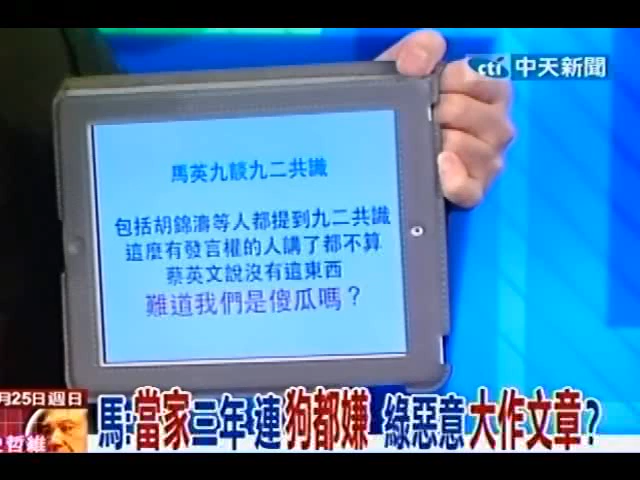 cti 中天新聞
馬英九談九二共識
包括胡錦濤等人都提到九二共識
這麼有發言權的人講了都不算
蔡英文說沒有這東西
難道我們是傻瓜嗎？
月25日週日
哲維
馬:當家三年 連狗都嫌 綠惡意大作文章?